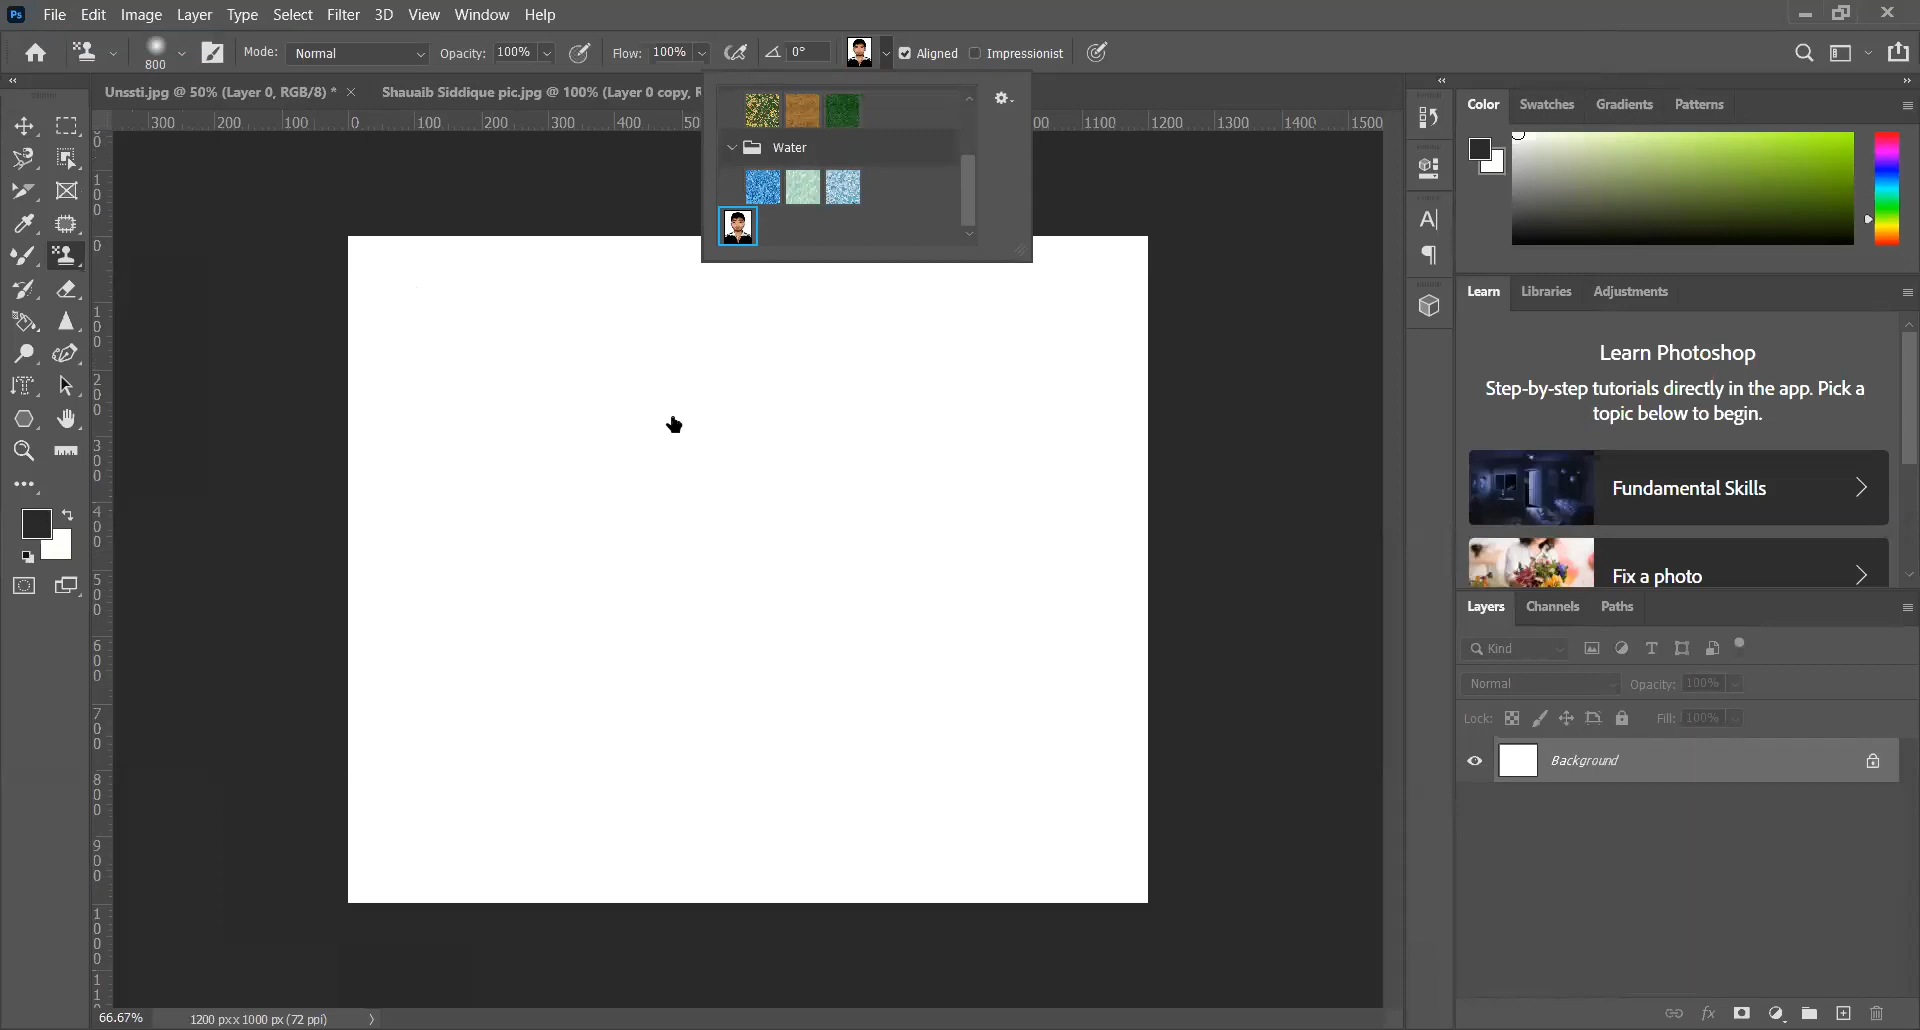 Ps File Edit Image Layer Type Select Filter 3D View Window Help
800 Mode: Normal Opacity: 100% Flow: 100% 0° Aligned Impressionist
Unssti.jpg @ 50% (Layer 0, RGB/8) * Shauaib Siddique pic.jpg @ 100% (Layer 0 copy, R
300 200 100 0 100 200 300 400 50 00 1100 1200 1300 1400 1500
Water
0
100
0
100
200
300
400
500
600
700
800
900
1000
110
Color Swatches Gradients Patterns
Learn Libraries Adjustments
Learn Photoshop
Step-by-step tutorials directly in the app. Pick a
topic below to begin.
Fundamental Skills
Fix a photo
Layers Channels Paths
Kind
Normal Opacity: 100%
Lock: Fill: 100%
Background
fx
66.67% 1200 px x 1000 px (72 ppi)